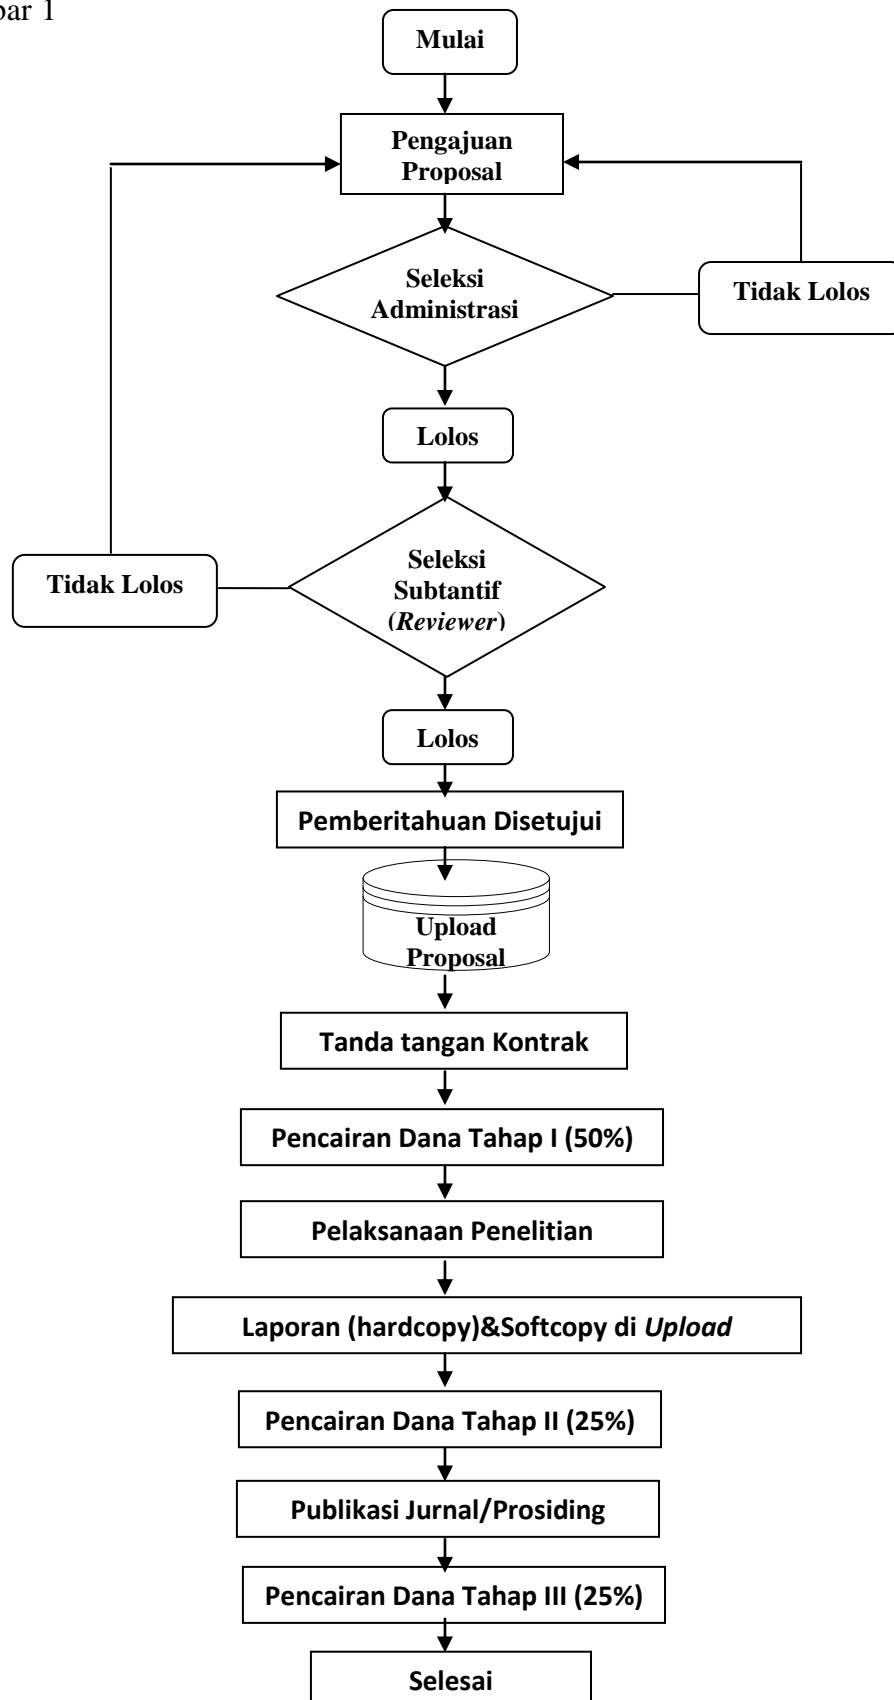 bar 1
Mulai
Pengajuan
Proposal
Seleksi
Administrasi
Tidak Lolos
Lolos
Seleksi
Subtantif
(Reviewer)
Tidak Lolos
Lolos
Pemberitahuan Disetujui
Upload
Proposal
Tanda tangan Kontrak
Pencairan Dana Tahap I (50%)
Pelaksanaan Penelitian
Laporan (hardcopy)&Softcopy di Upload
Pencairan Dana Tahap II (25%)
Publikasi Jurnal/Prosiding
Pencairan Dana Tahap III (25%)
Selesai